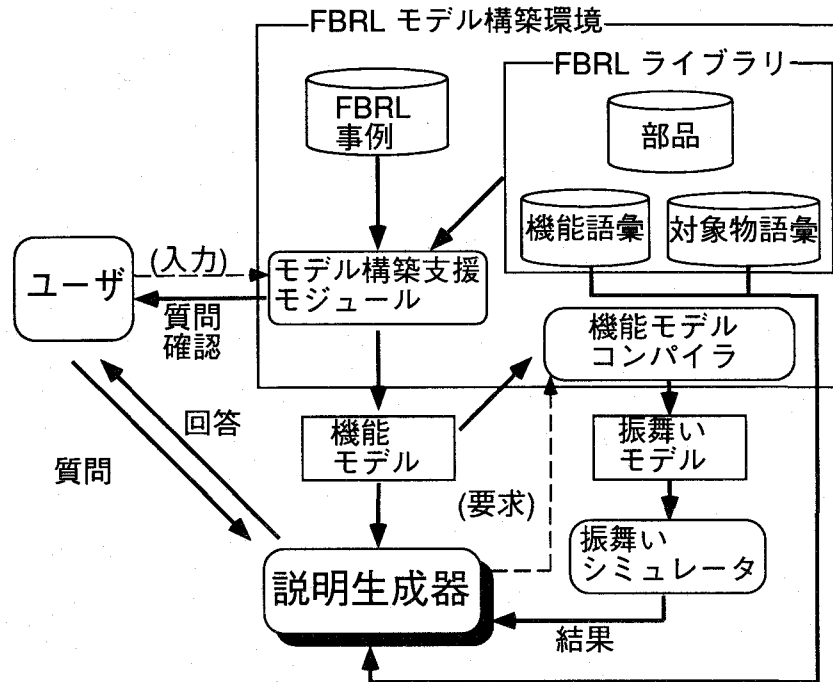 FBRL モデル構築環境
FBRL ライブラリ
FBRL
事例
部品
機能語彙
対象物語彙
ユーザ
(入力)
モデル構築支援
モジュール
質問
確認
機能モデル
コンパイラ
回答
機能
モデル
振舞い
モデル
質問
(要求)
説明生成器
振舞い
シミュレータ
結果